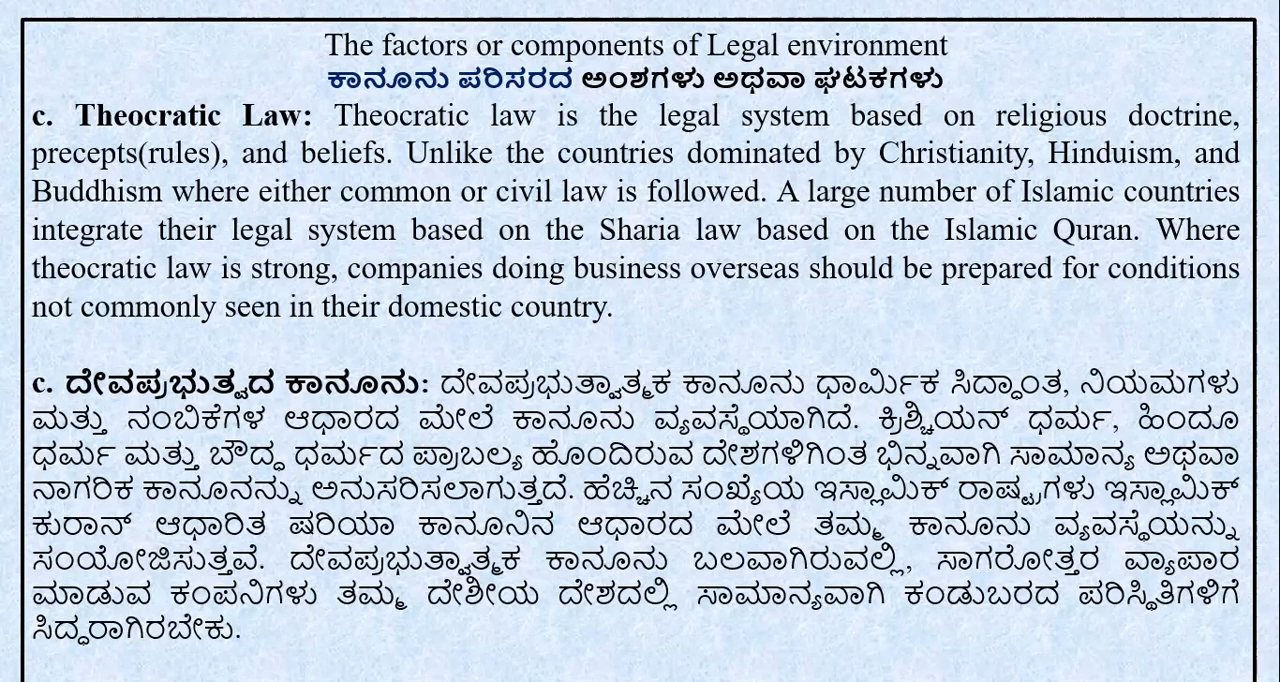 The factors or components of Legal environment
ಕಾನೂನು ಪರಿಸರದ ಅಂಶಗಳು ಅಥವಾ ಘಟಕಗಳು
c. Theocratic Law: Theocratic law is the legal system based on religious doctrine,
precepts(rules), and beliefs. Unlike the countries dominated by Christianity, Hinduism, and
Buddhism where either common or civil law is followed. A large number of Islamic countries
integrate their legal system based on the Sharia law based on the Islamic Quran. Where
theocratic law is strong, companies doing business overseas should be prepared for conditions
not commonly seen in their domestic country.
c. ದೇವಪ್ರಭುತ್ವದ ಕಾನೂನು: ದೇವಪ್ರಭುತ್ವಾತ್ಮಕ ಕಾನೂನು ಧಾರ್ಮಿಕ ಸಿದ್ಧಾಂತ, ನಿಯಮಗಳು
ಮತ್ತು ನಂಬಿಕೆಗಳ ಆಧಾರದ ಮೇಲೆ ಕಾನೂನು ವ್ಯವಸ್ಥೆಯಾಗಿದೆ. ಕ್ರಿಶ್ಚಿಯನ್ ಧರ್ಮ, ಹಿಂದೂ
ಧರ್ಮ ಮತ್ತು ಬೌದ್ಧ ಧರ್ಮದ ಪ್ರಾಬಲ್ಯ ಹೊಂದಿರುವ ದೇಶಗಳಿಗಿಂತ ಭಿನ್ನವಾಗಿ ಸಾಮಾನ್ಯ ಅಥವಾ
ನಾಗರಿಕ ಕಾನೂನನ್ನು ಅನುಸರಿಸಲಾಗುತ್ತದೆ. ಹೆಚ್ಚಿನ ಸಂಖ್ಯೆಯ ಇಸ್ಲಾಮಿಕ್ ರಾಷ್ಟ್ರಗಳು ಇಸ್ಲಾಮಿಕ್
ಕುರಾನ್ ಆಧಾರಿತ ಷರಿಯಾ ಕಾನೂನಿನ ಆಧಾರದ ಮೇಲೆ ತಮ್ಮ ಕಾನೂನು ವ್ಯವಸ್ಥೆಯನ್ನು
ಸಂಯೋಜಿಸುತ್ತವೆ. ದೇವಪ್ರಭುತ್ವಾತ್ಮಕ ಕಾನೂನು ಬಲವಾಗಿರುವಲ್ಲಿ, ಸಾಗರೋತ್ತರ ವ್ಯಾಪಾರ
ಮಾಡುವ ಕಂಪನಿಗಳು ತಮ್ಮ ದೇಶೀಯ ದೇಶದಲ್ಲಿ ಸಾಮಾನ್ಯವಾಗಿ ಕಂಡುಬರದ ಪರಿಸ್ಥಿತಿಗಳಿಗೆ
ಸಿದ್ಧರಾಗಿರಬೇಕು.